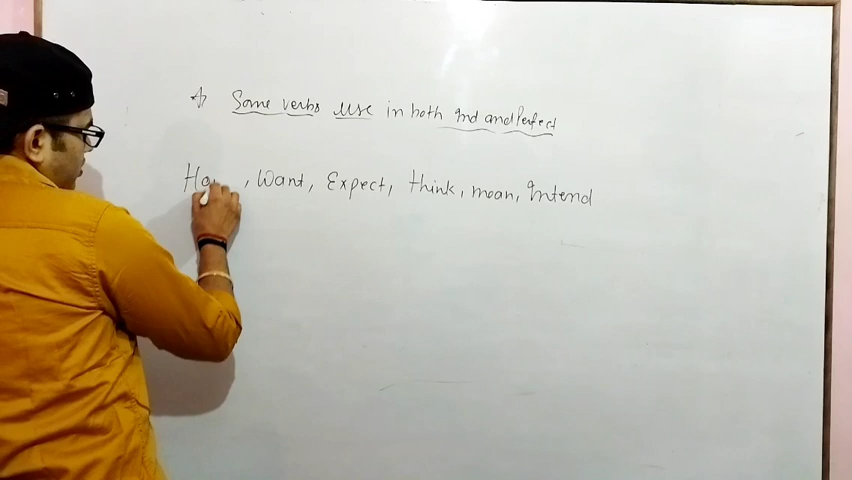 Some verbs use in both Ind and Perfect
, Want, Expect, think, mean, Intend